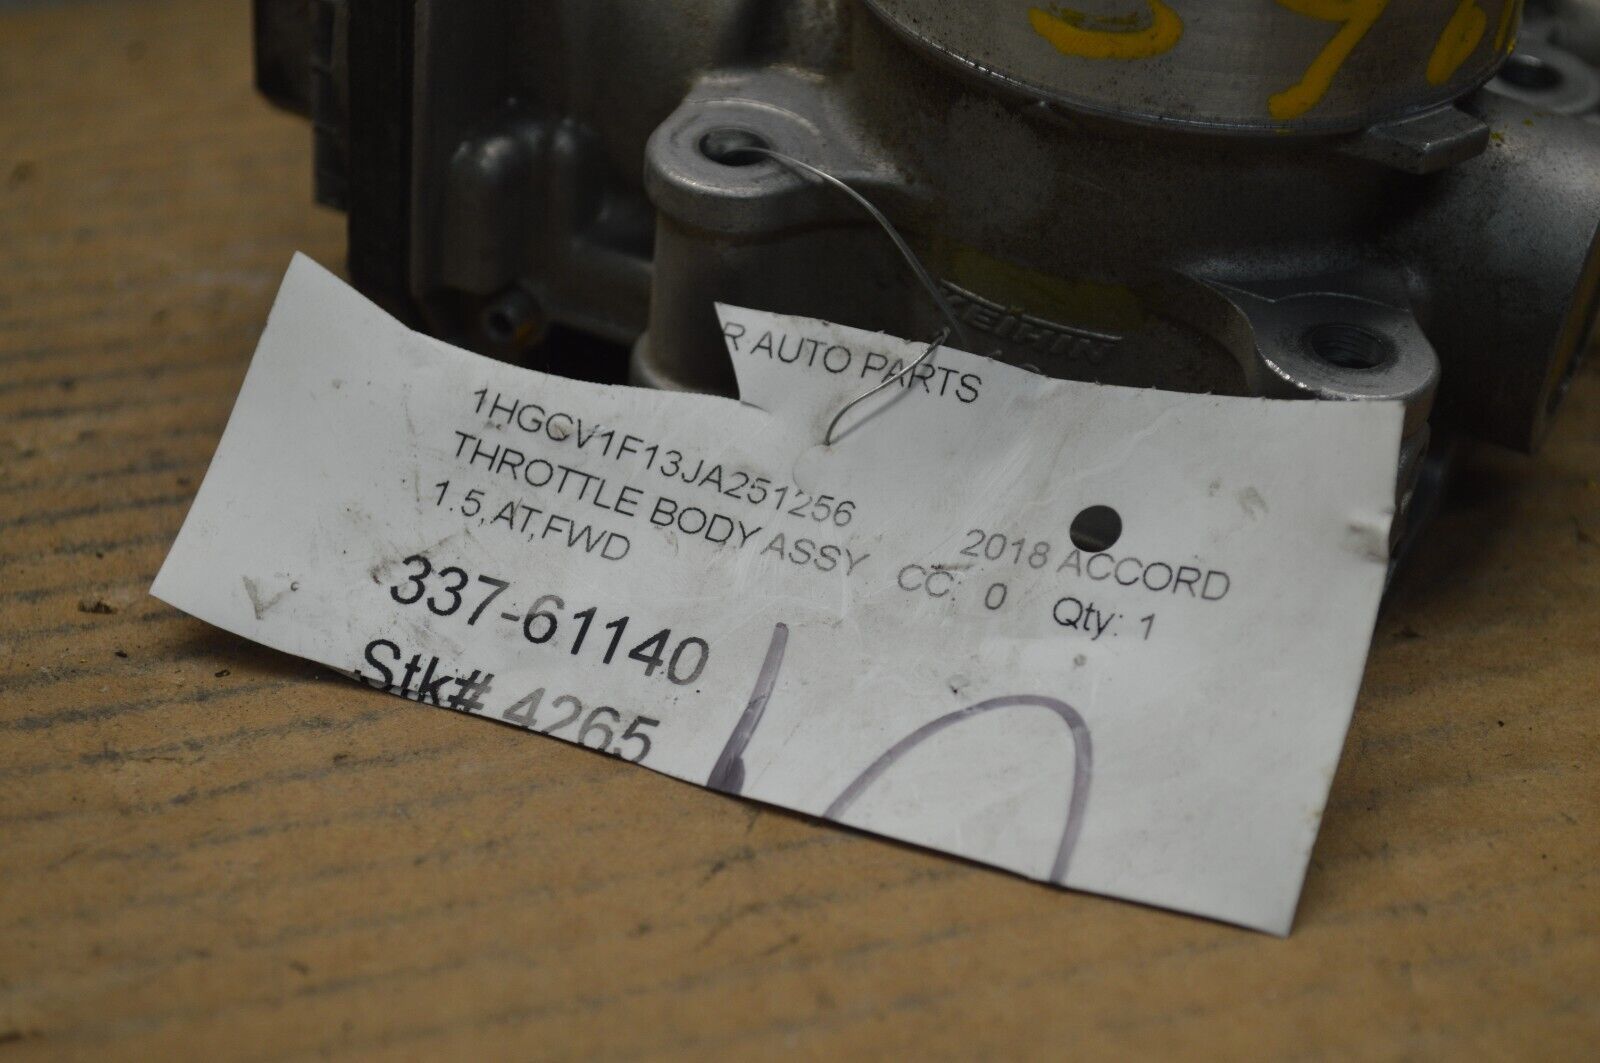 KEIHIN
R AUTO PARTS
1HGCV1F13JA251256
THROTTLE BODY ASSY
1.5,AT,FWD
2018 ACCORD
CC: 0 Qty: 1
337-61140
Stk# 4265